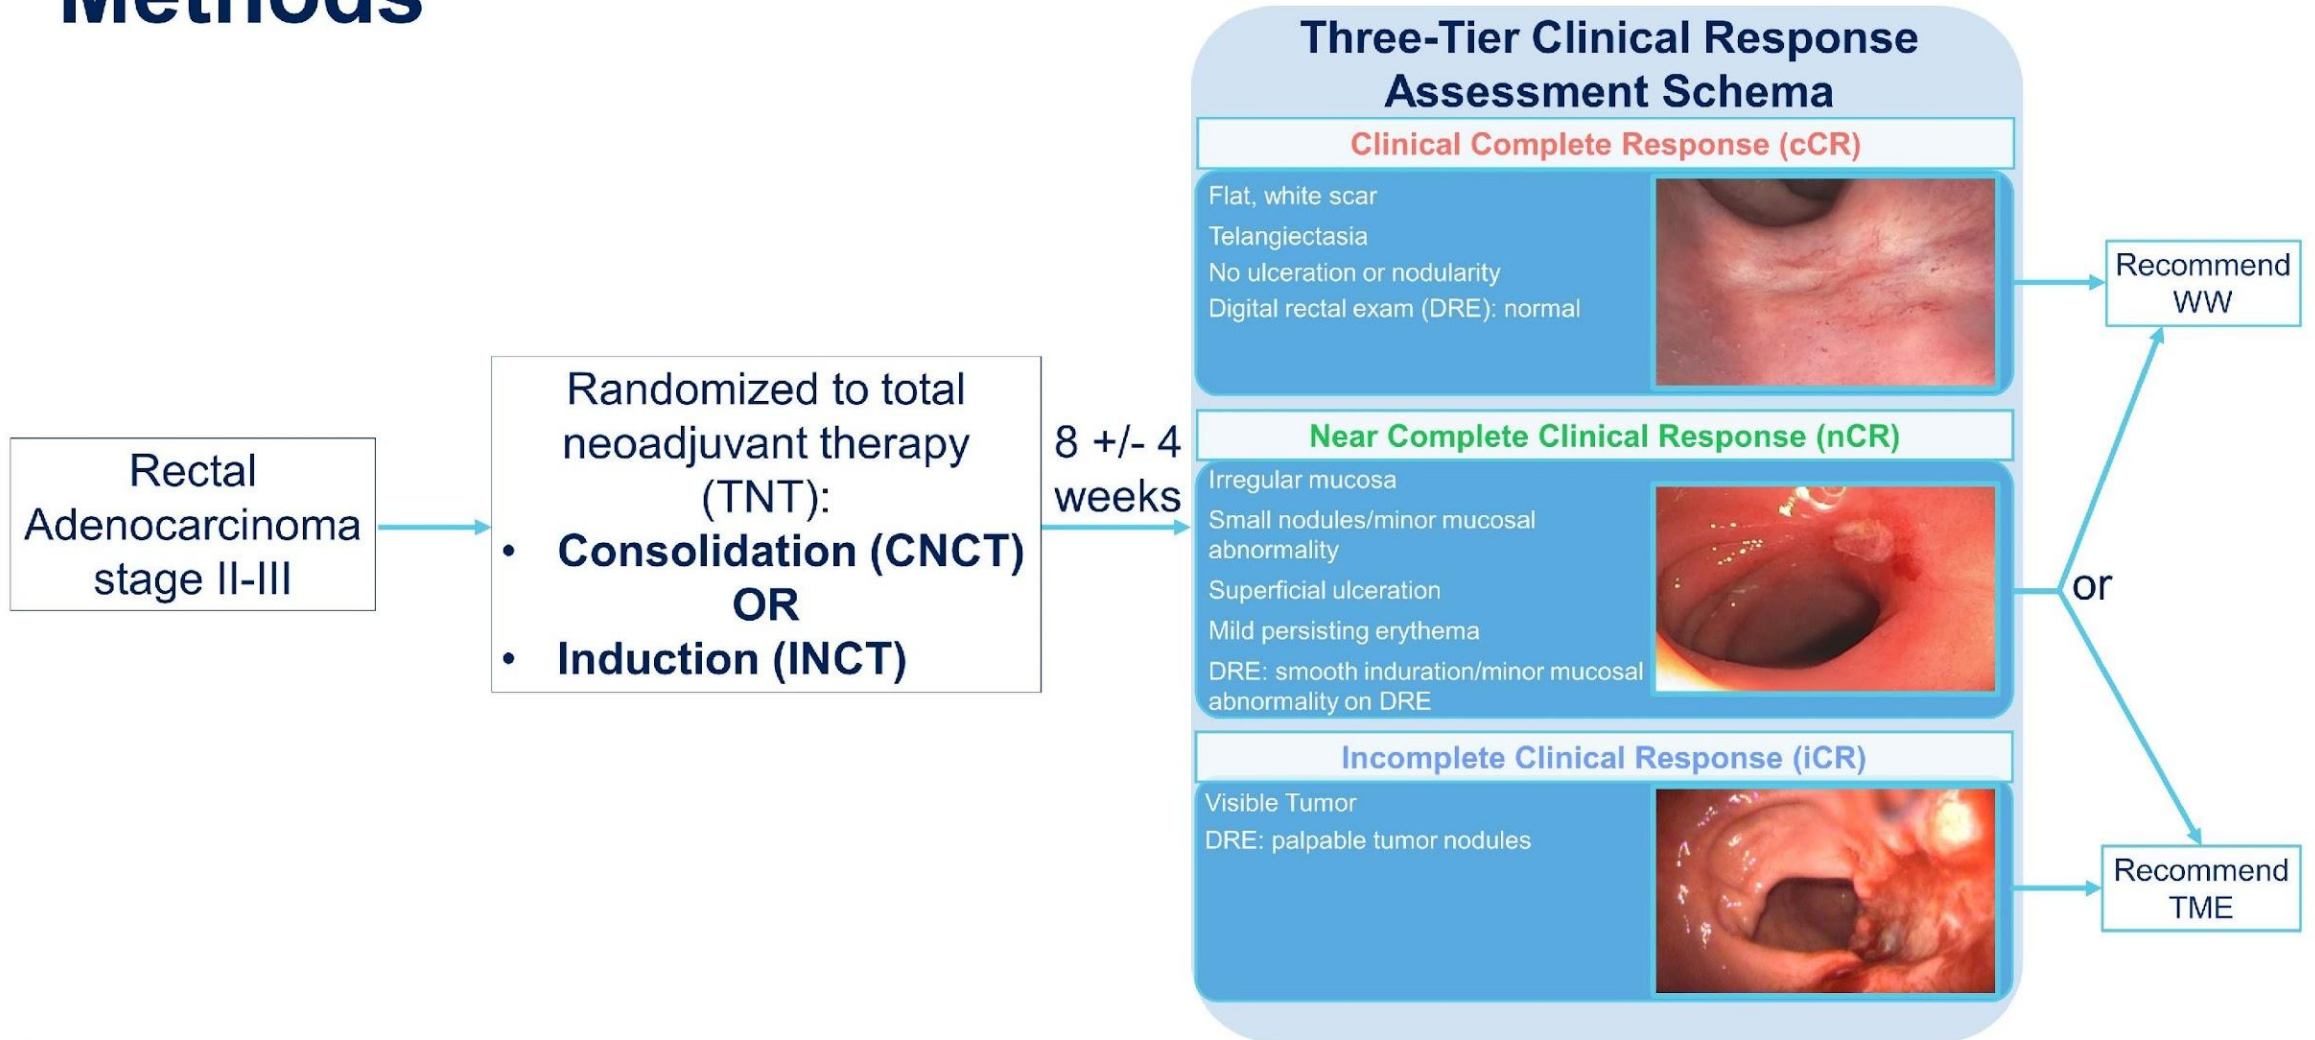 Methods
Rectal
Adenocarcinoma
stage II-III
Randomized to total
neoadjuvant therapy
(TNT):
• Consolidation (CNCT)
OR
• Induction (INCT)
8 +/- 4
weeks
Three-Tier Clinical Response
Assessment Schema
Clinical Complete Response (cCR)
Flat, white scar
Telangiectasia
No ulceration or nodularity
Digital rectal exam (DRE): normal
Near Complete Clinical Response (nCR)
Irregular mucosa
Small nodules/minor mucosal
abnormality
Superficial ulceration
Mild persisting erythema
DRE: smooth induration/minor mucosal
abnormality on DRE
Incomplete Clinical Response (iCR)
Visible Tumor
DRE: palpable tumor nodules
Recommend
WW
or
Recommend
TME